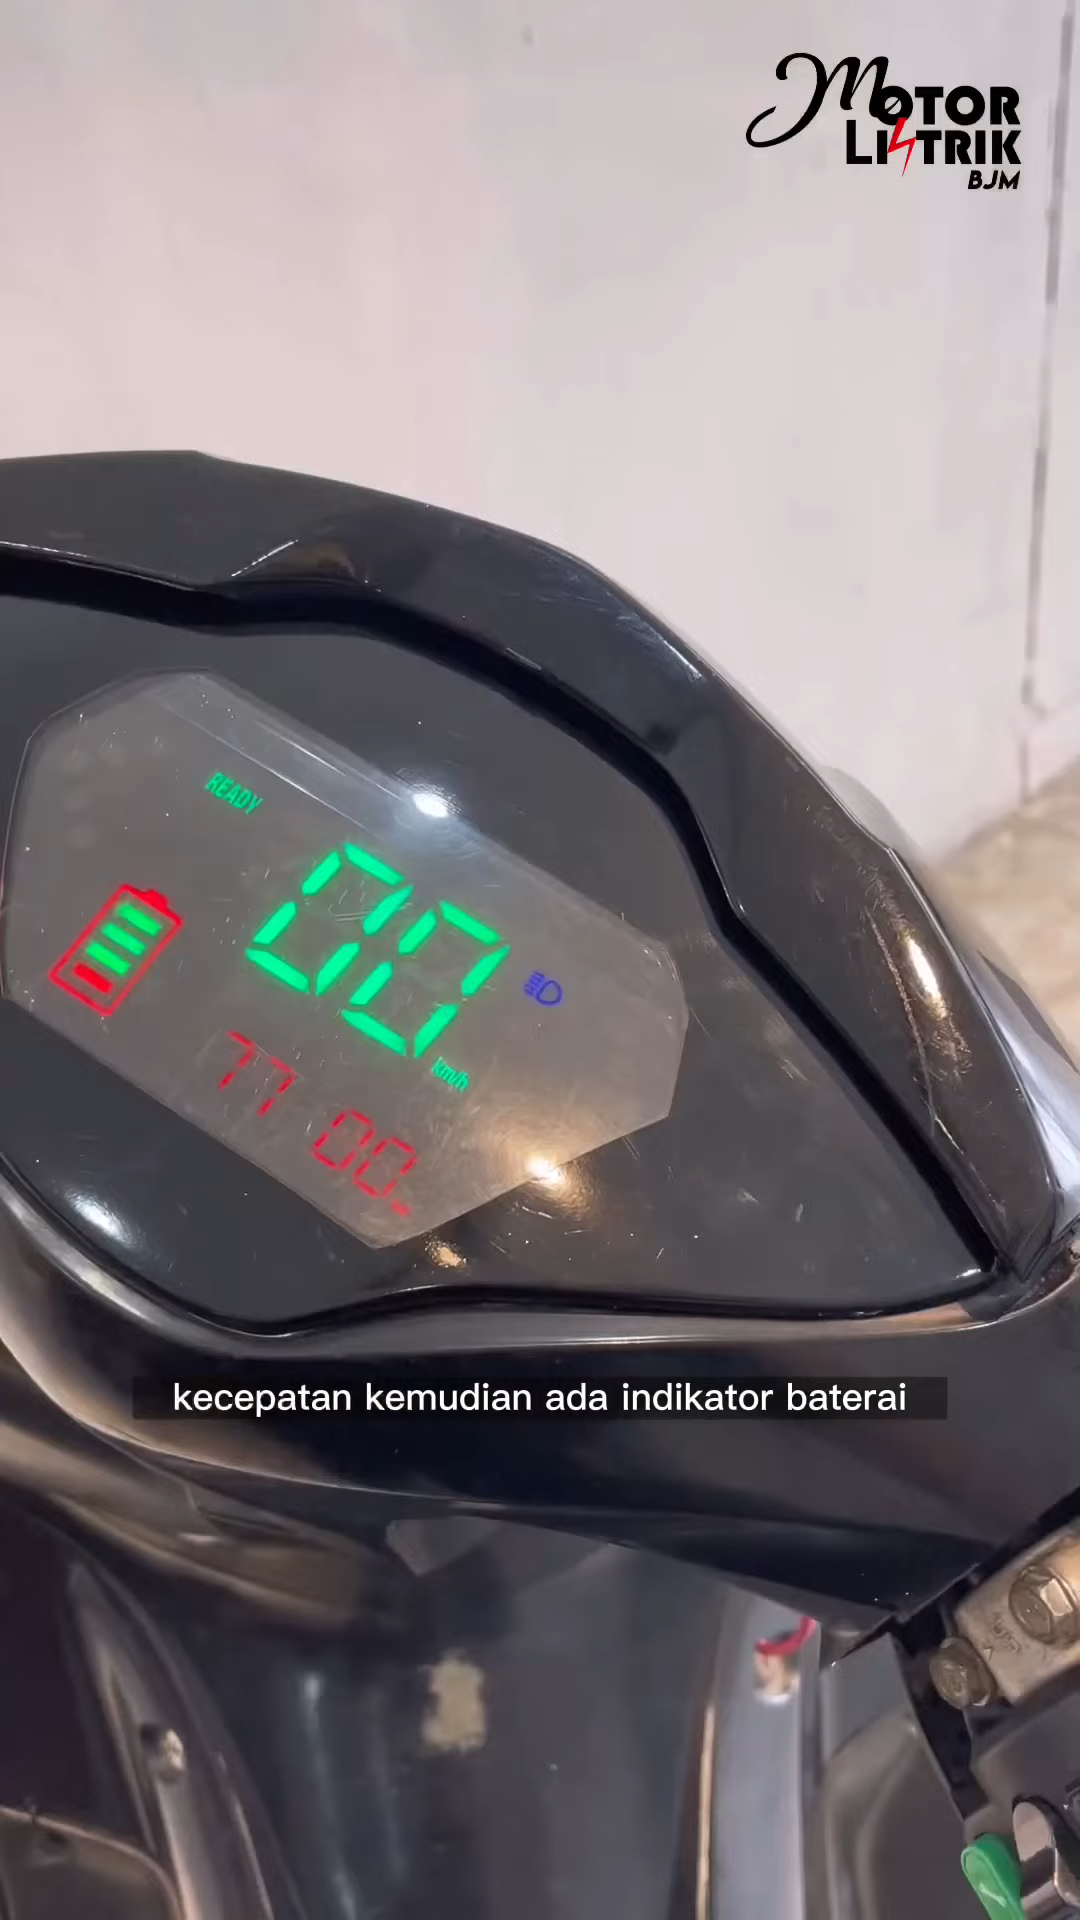 MOTOR
LISTRIK
BJM
READY
00
km/h
77 00
kecepatan kemudian ada indikator baterai